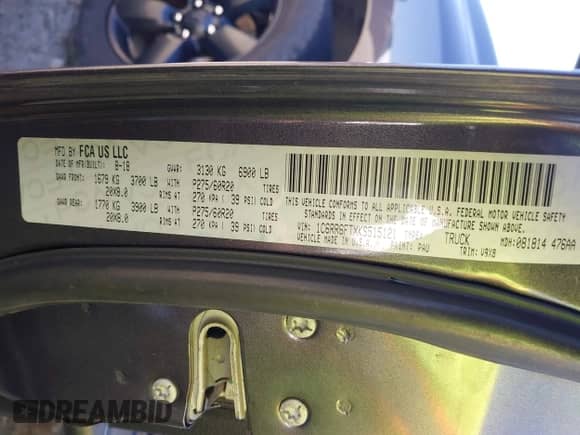 MFD BY FCA US LLC
DATE OF MFR(BUILT): 8-18 GVWR: 3130 KG 6900 LB
GAWR FRONT: 1679 KG 3700 LB WITH P275/60R20 TIRES
20X8.0 270 KPA ( 39 PSI) COLD
GAWR REAR: 1770 KG 3900 LB WITH P275/60R20 TIRES
20X8.0 270 KPA ( 39 PSI) COLD
THIS VEHICLE CONFORMS TO ALL APPLICABLE U.S.A. FEDERAL MOTOR VEHICLE SAFETY
STANDARDS IN EFFECT ON THE DATE OF MANUFACTURE SHOWN ABOVE.
VIN: TYPE: TRUCK
PAINT: PAU MDH: 081814 476AA
TRIM: V9X8
DREAMBID